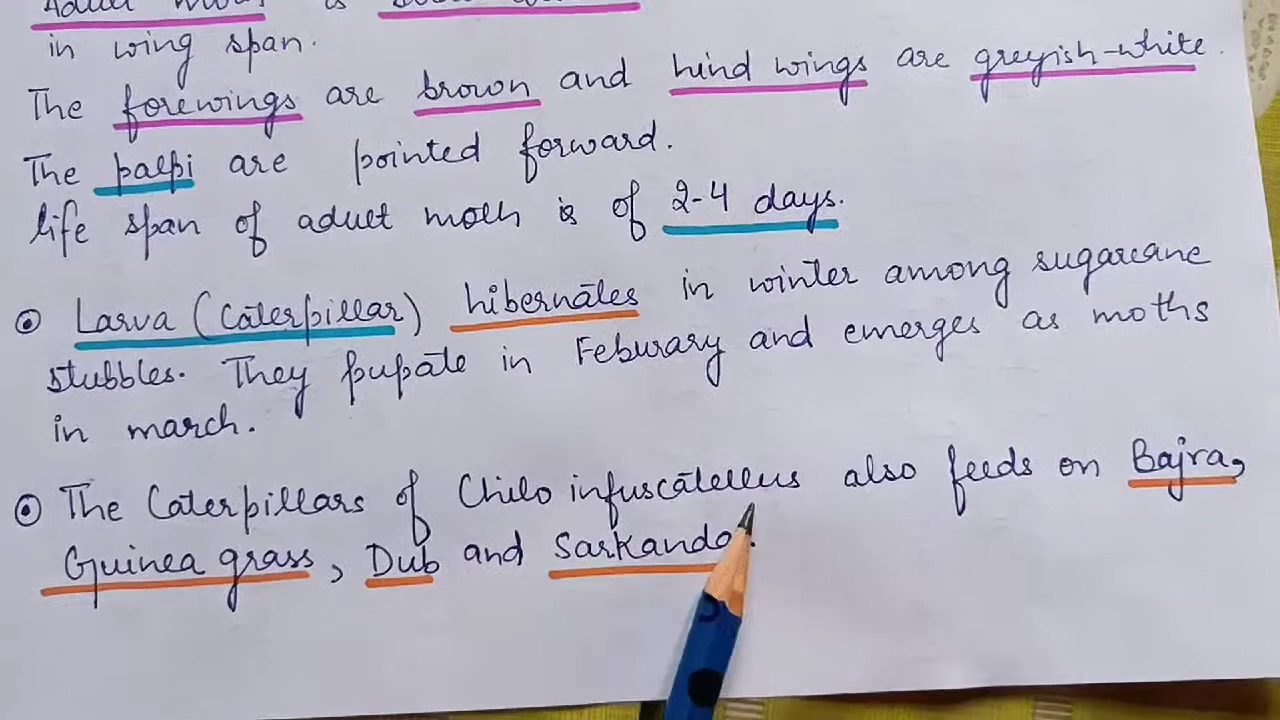 Adult moth is
in wing span.
The forewings are brown and hind wings are greyish-white.
The palpi are pointed forward.
life span of adult moth is of 2-4 days.
Larva (Caterpillar) hibernates in winter among sugarcane
stubbles. They pupate in Feburary and emerges as moths
in march.
The Caterpillars of Chilo infuscatellus also feeds on Bajra,
Guinea grass, Dub and Sarkanda.